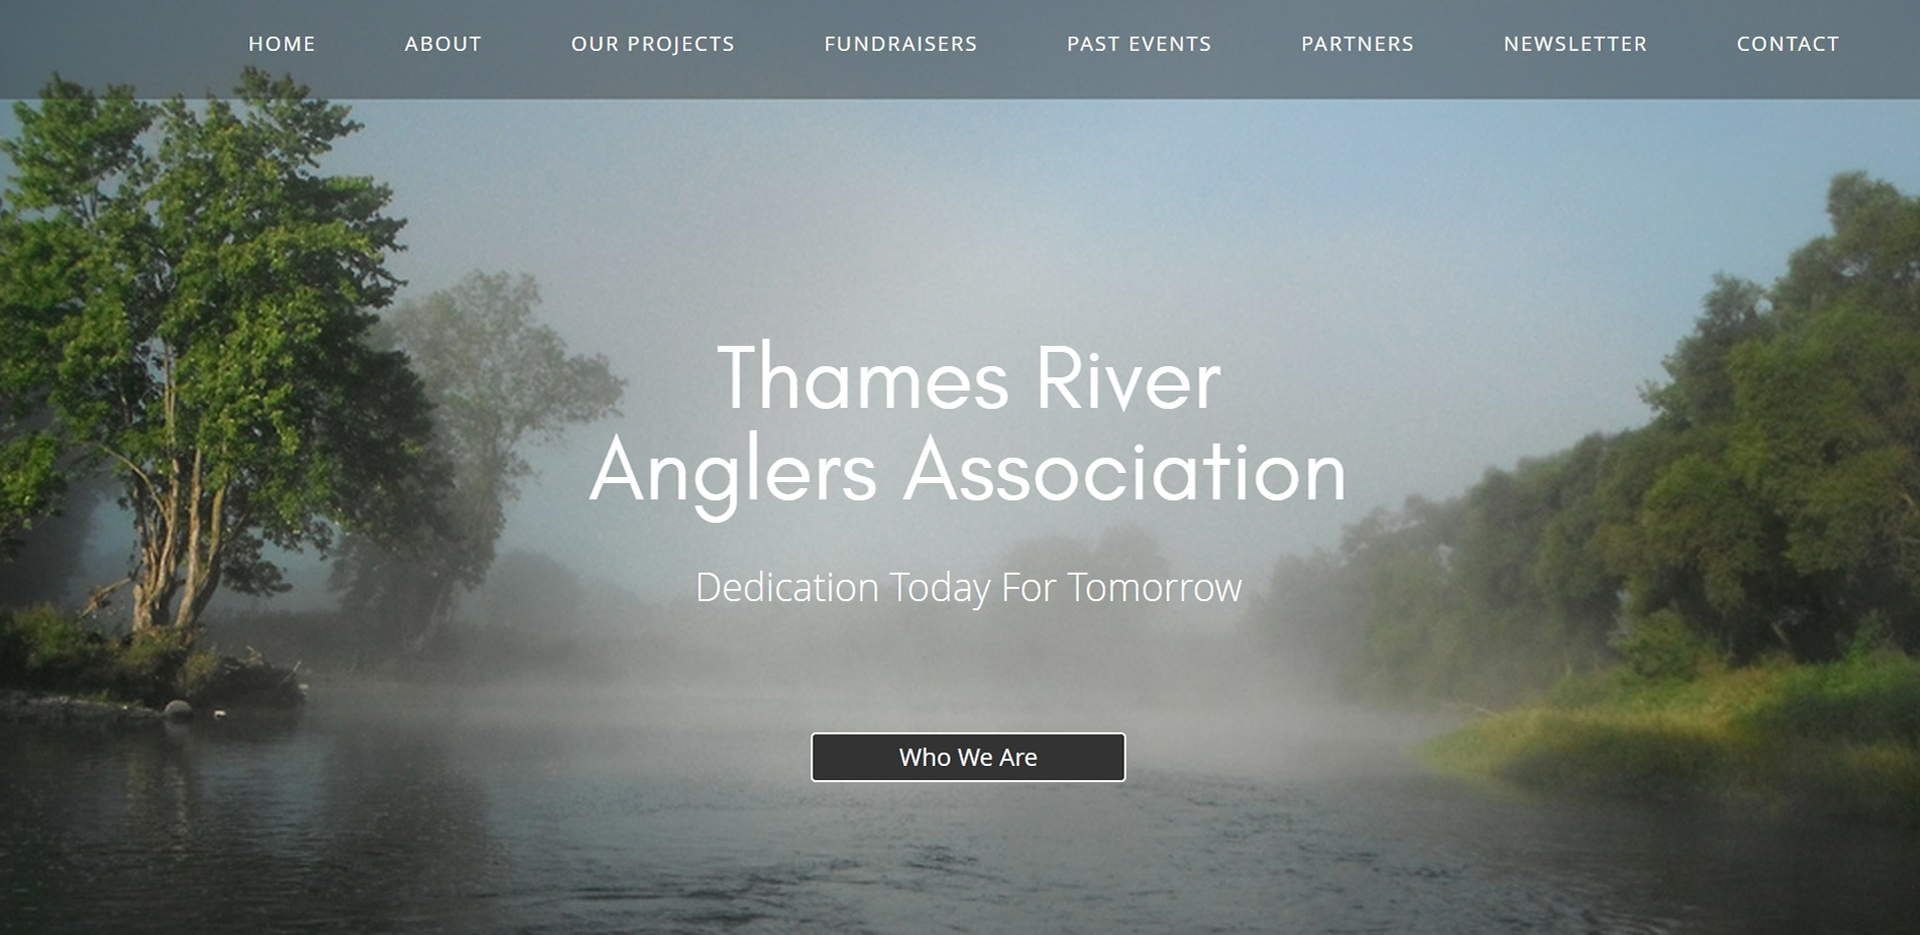 HOME ABOUT OUR PROJECTS FUNDRAISERS PAST EVENTS PARTNERS NEWSLETTER CONTACT
Thames River
Anglers Association
Dedication Today For Tomorrow
Who We Are